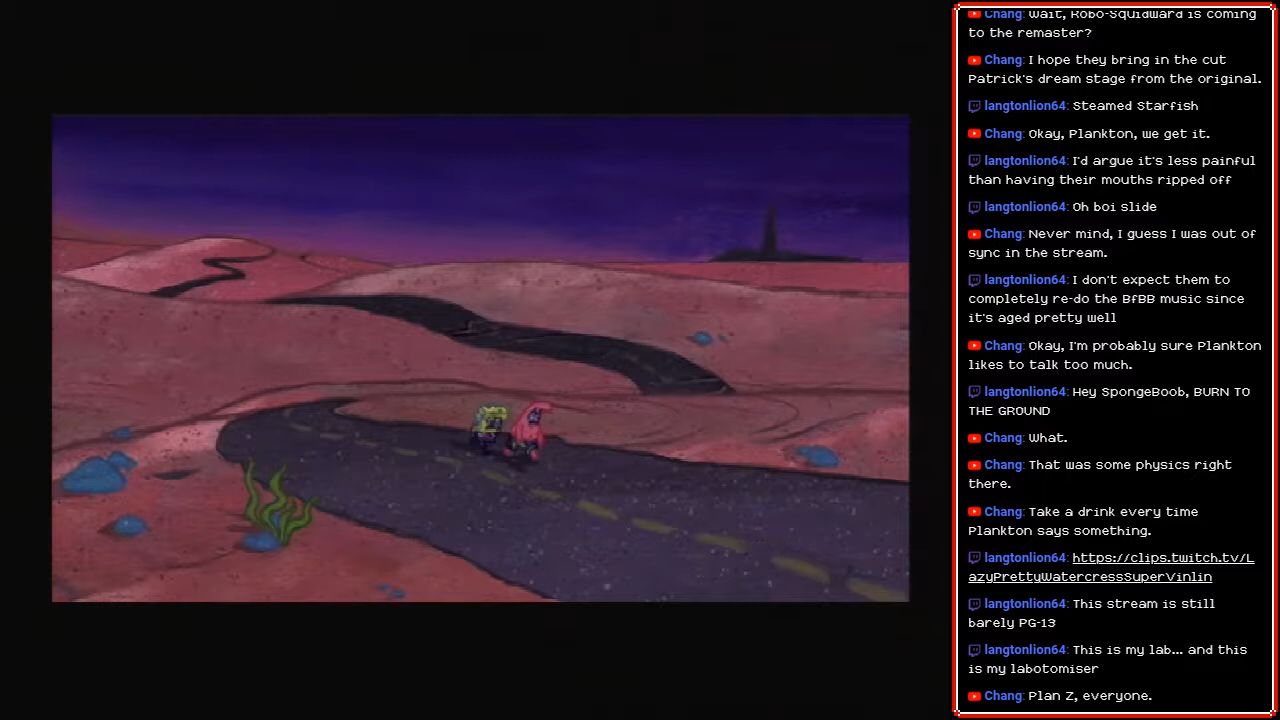 Chang: Wait, Robo-Squidward is coming
to the remaster?
Chang: I hope they bring in the cut
Patrick's dream stage from the original.
langtonlion64: Steamed Starfish
Chang: Okay, Plankton, we get it.
langtonlion64: I'd argue it's less painful
than having their mouths ripped off
langtonlion64: Oh boi slide
Chang: Never mind, I guess I was out of
sync in the stream.
langtonlion64: I don't expect them to
completely re-do the BfBB music since
it's aged pretty well
Chang: Okay, I'm probably sure Plankton
likes to talk too much.
langtonlion64: Hey SpongeBoob, BURN TO
THE GROUND
Chang: What.
Chang: That was some physics right
there.
Chang: Take a drink every time
Plankton says something.
langtonlion64: https://clips.twitch.tv/L
azyPrettyWatercressSuperVinlin
langtonlion64: This stream is still
barely PG-13
langtonlion64: This is my lab... and this
is my labotomiser
Chang: Plan Z, everyone.